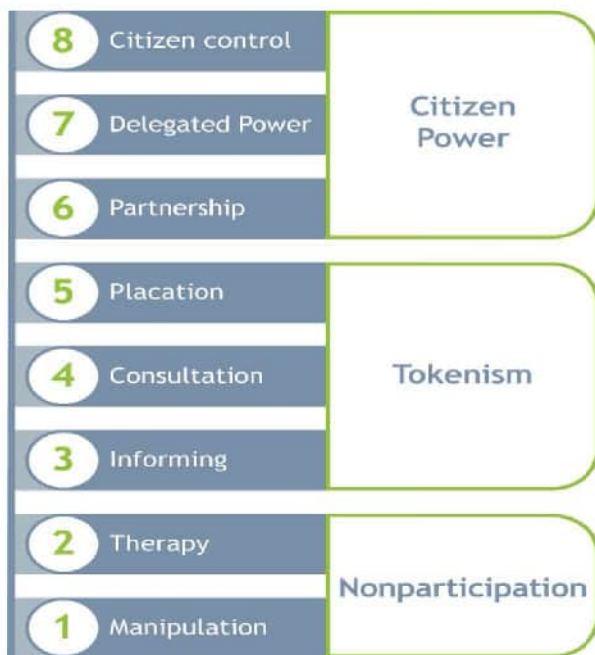 8 Citizen control
7 Delegated Power
6 Partnership
Citizen
Power
5 Placation
4 Consultation
3 Informing
Tokenism
2 Therapy
1 Manipulation
Nonparticipation